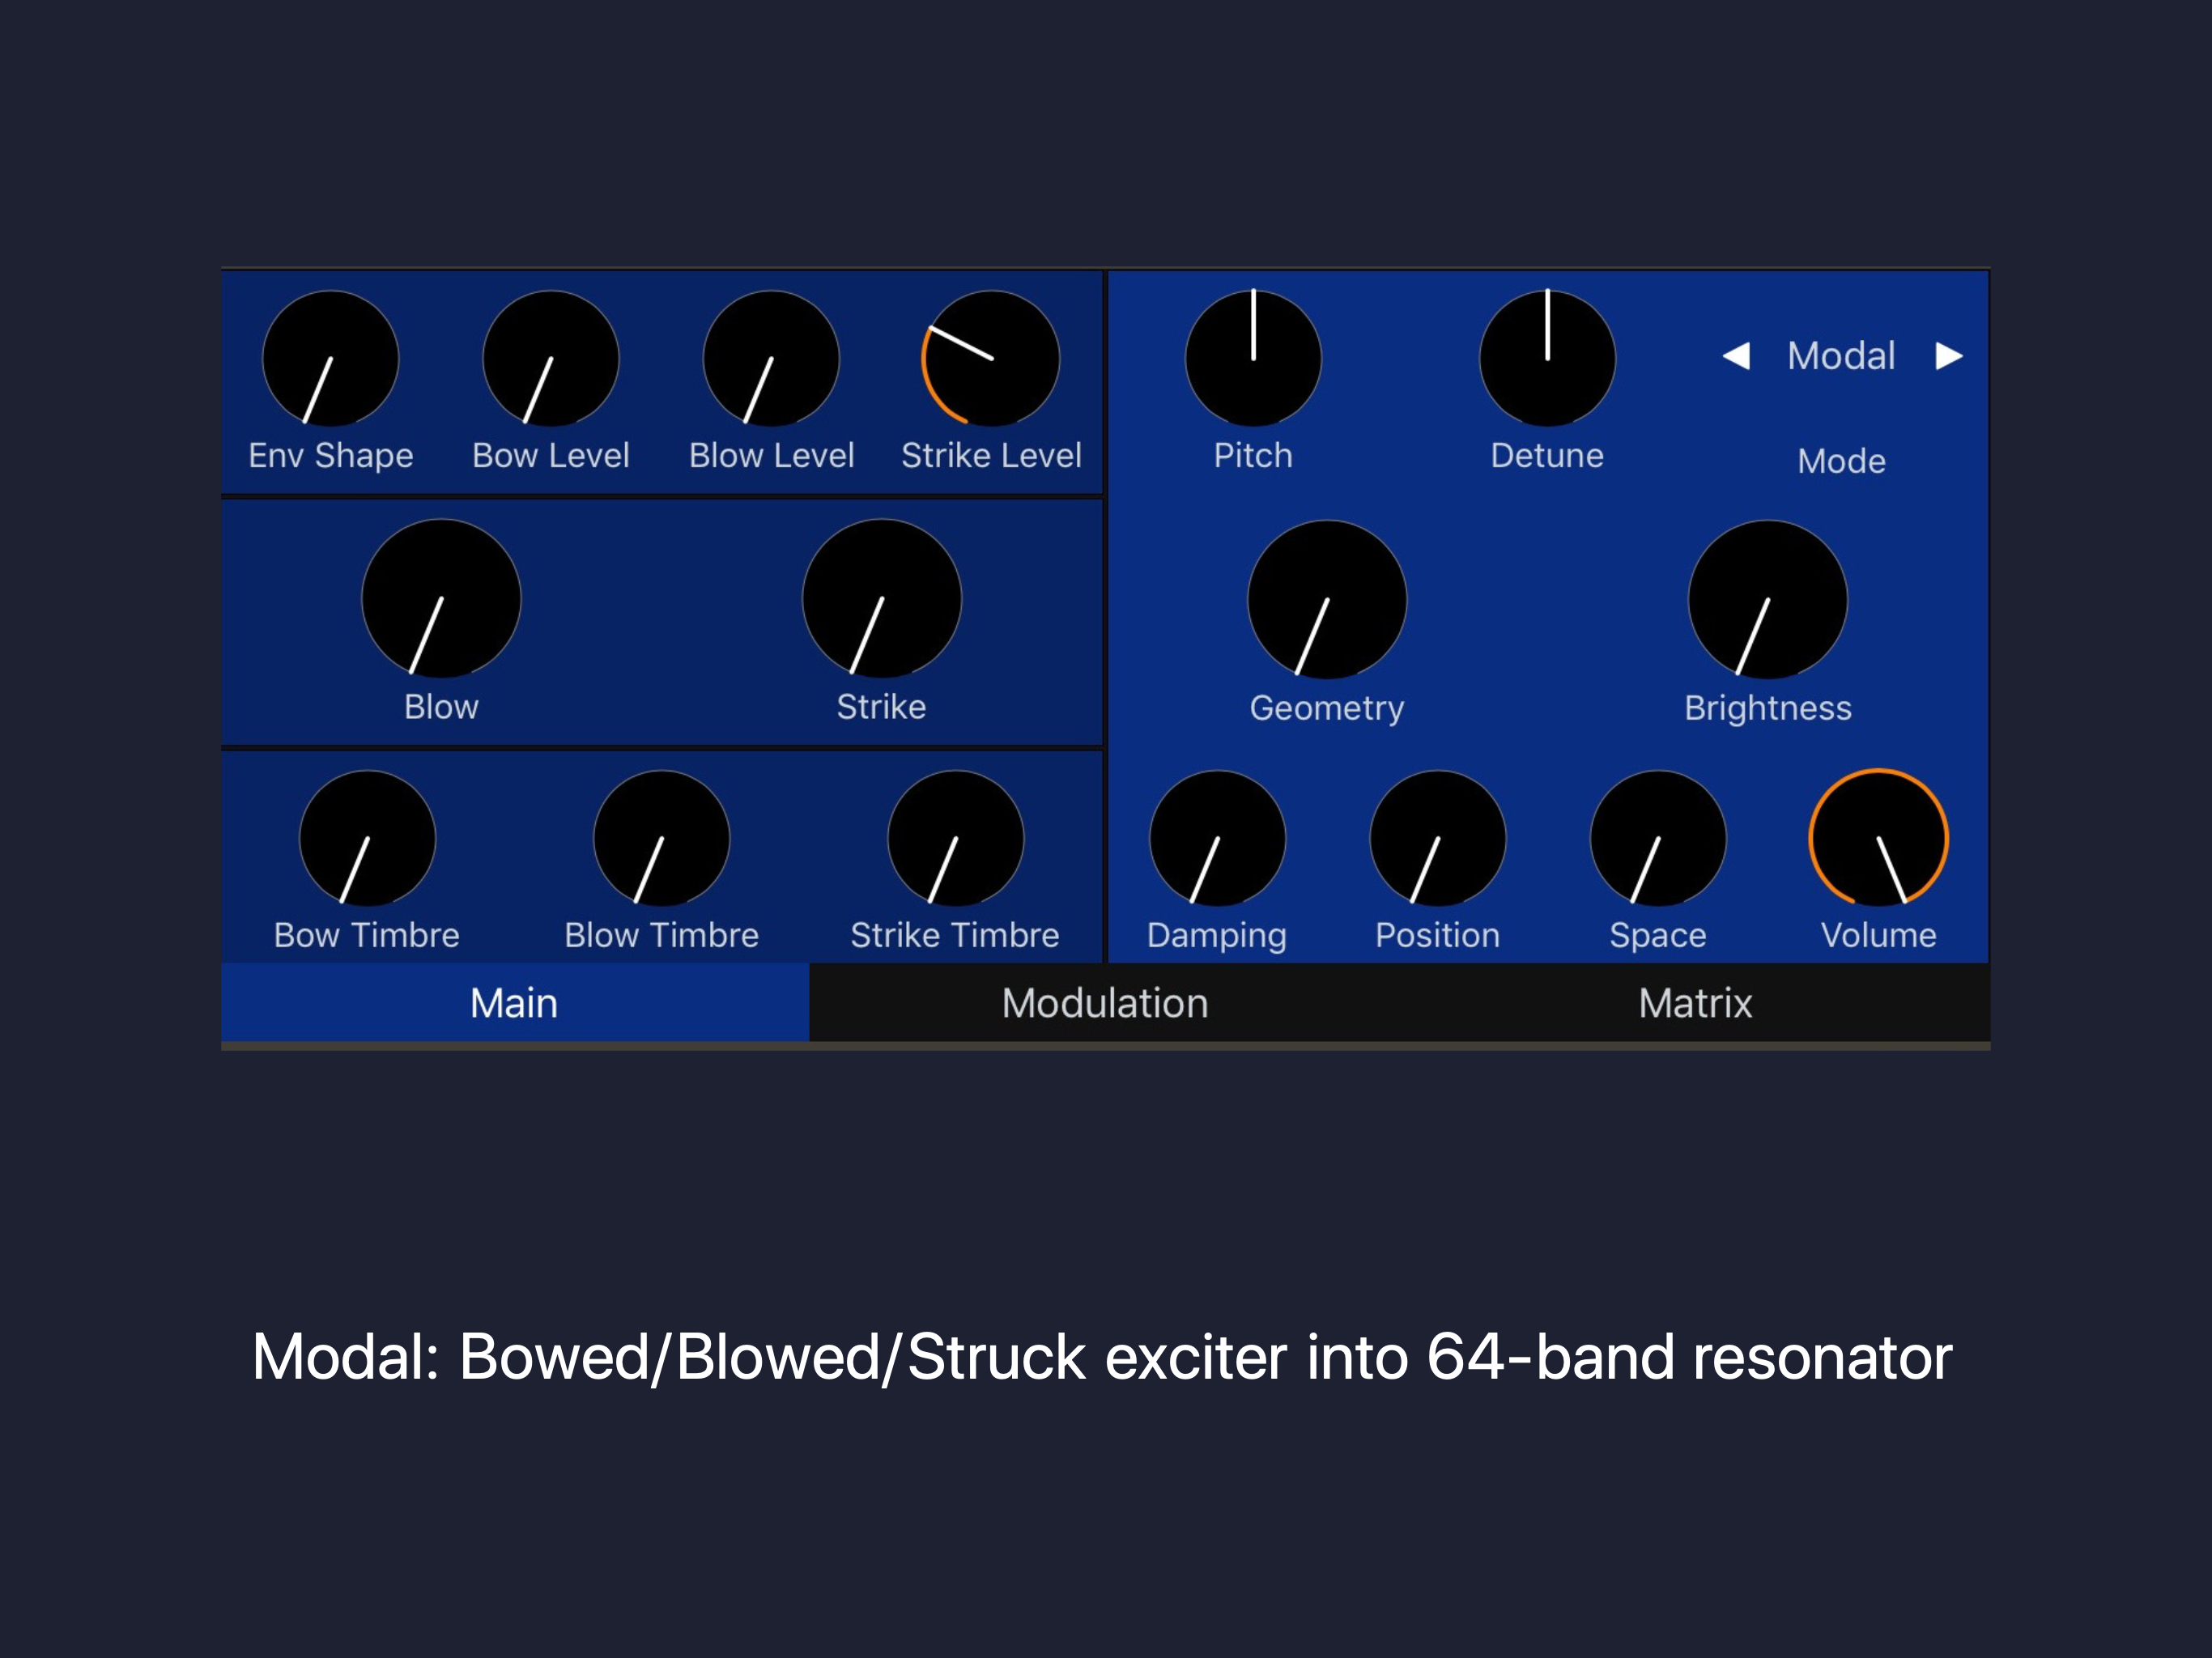 Env Shape Bow Level Blow Level Strike Level
Pitch Detune Modal
Mode
Blow Strike
Geometry Brightness
Bow Timbre Blow Timbre Strike Timbre
Damping Position Space Volume
Main Modulation Matrix
Modal: Bowed/Blowed/Struck exciter into 64-band resonator